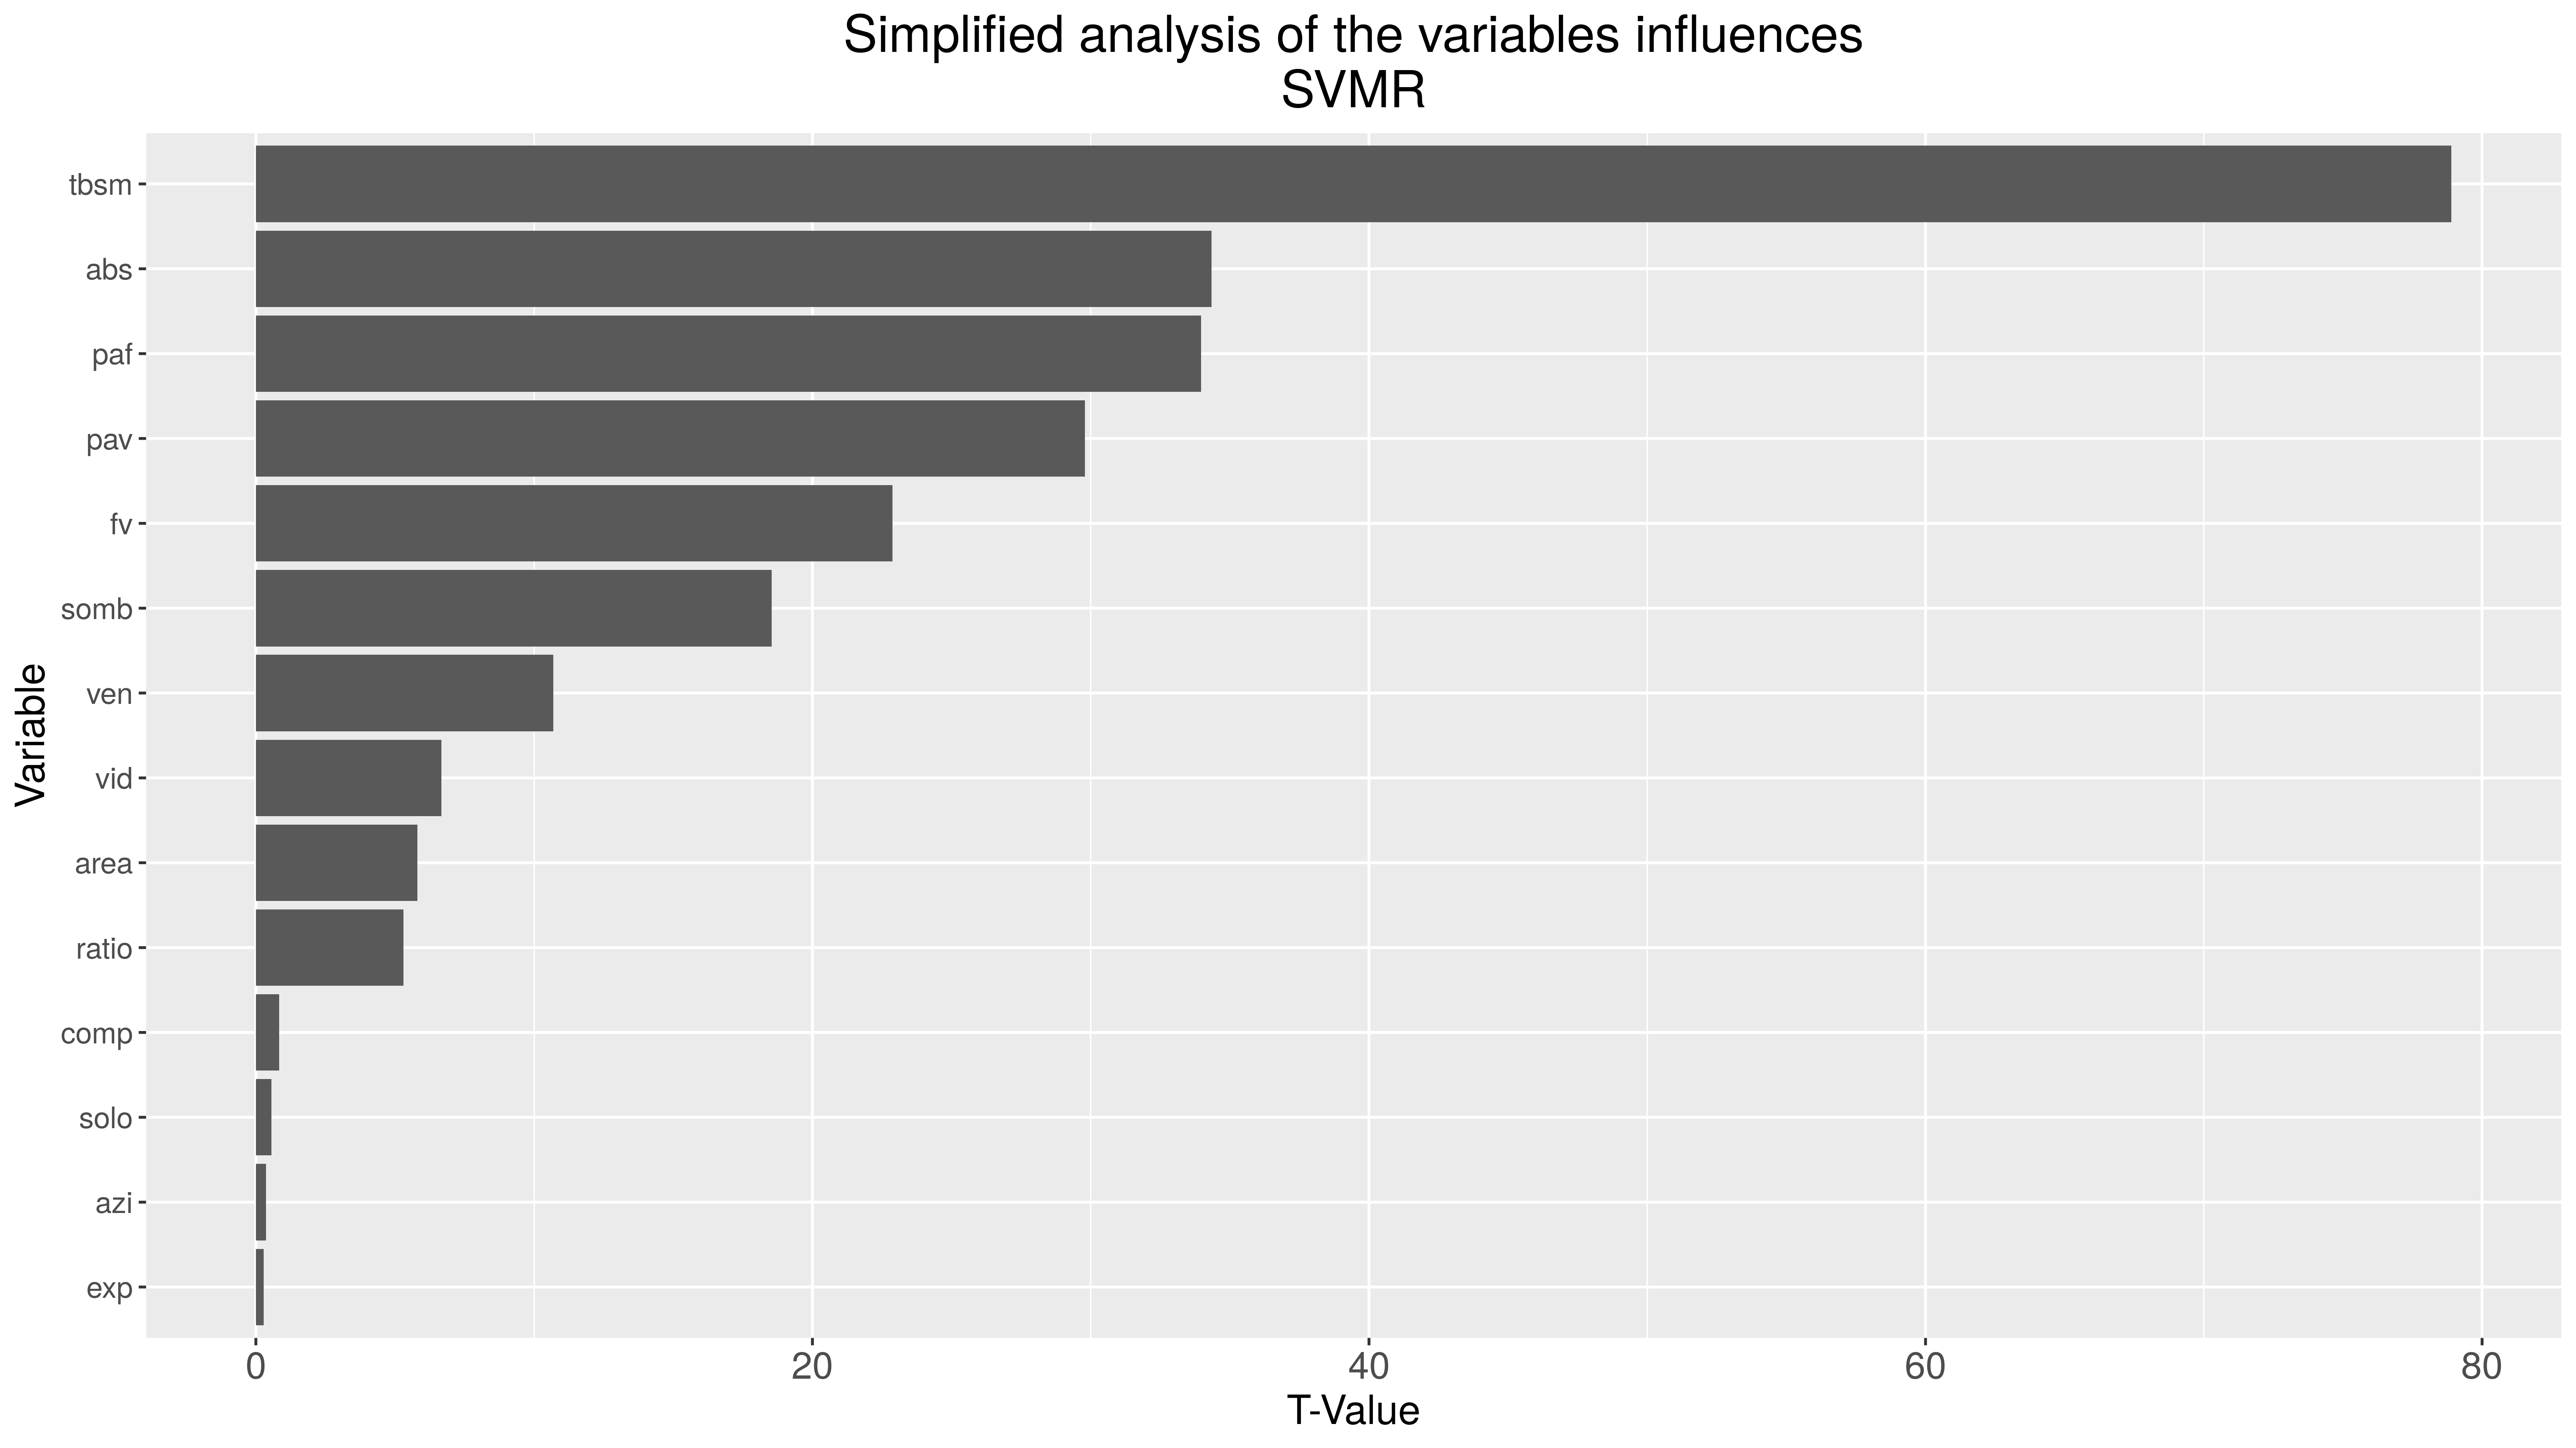 Simplified analysis of the variables influences
SVMR
Variable
tbsm
abs
paf
pav
fv
somb
ven
vid
area
ratio
comp
solo
azi
exp
0 20 40 60 80
T-Value